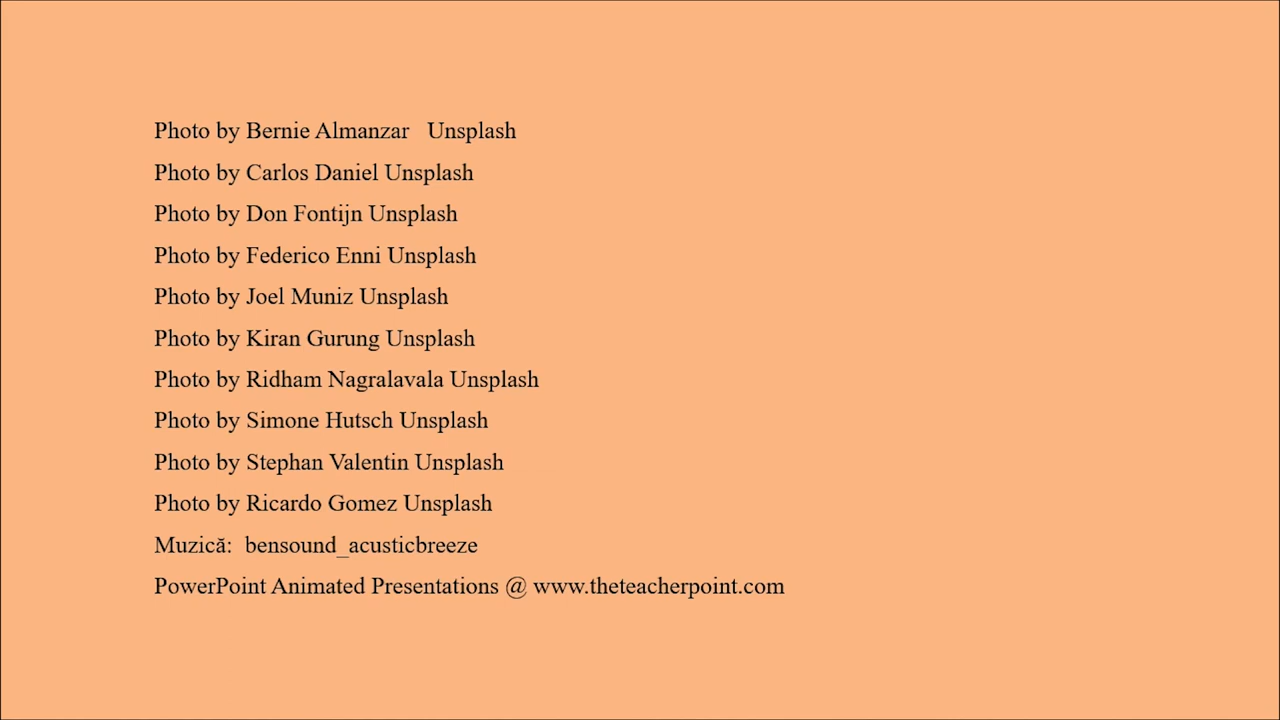 Photo by Bernie Almanzar   Unsplash
Photo by Carlos Daniel Unsplash
Photo by Don Fontijn Unsplash
Photo by Federico Enni Unsplash
Photo by Joel Muniz Unsplash
Photo by Kiran Gurung Unsplash
Photo by Ridham Nagralavala Unsplash
Photo by Simone Hutsch Unsplash
Photo by Stephan Valentin Unsplash
Photo by Ricardo Gomez Unsplash
Muzică:  bensound_acusticbreeze
PowerPoint Animated Presentations @ www.theteacherpoint.com